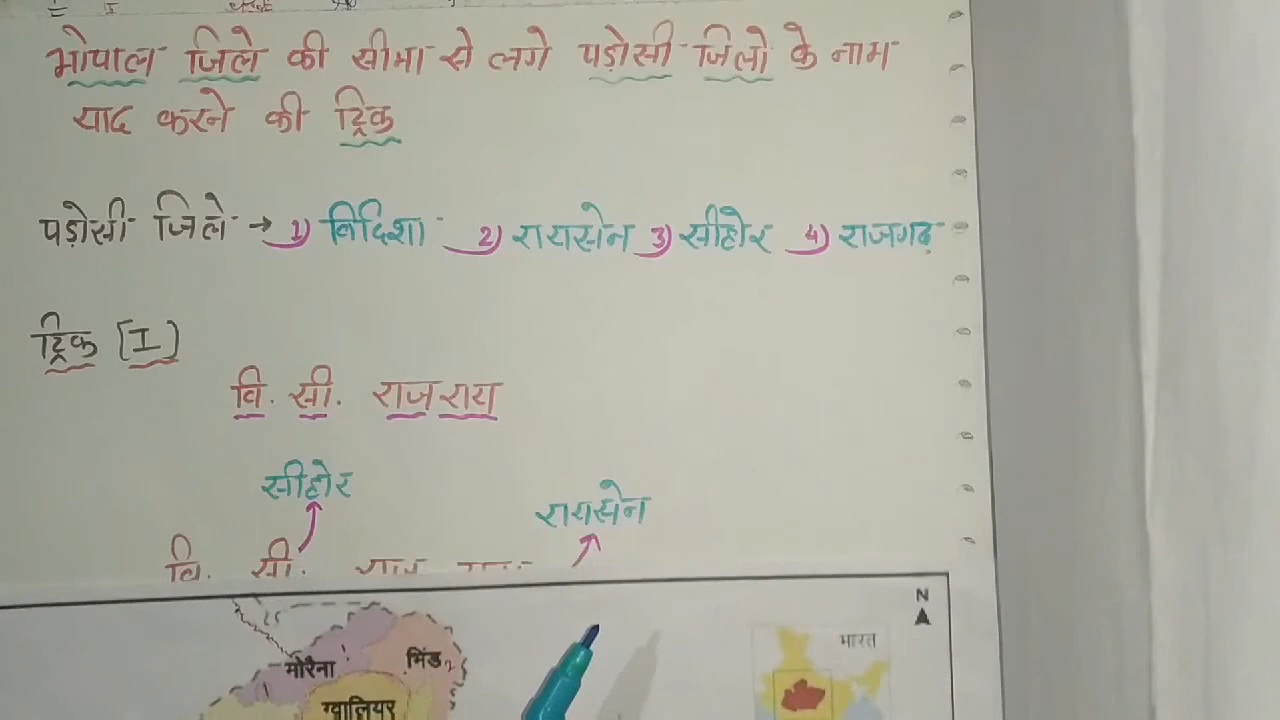 भोपाल जिले की सीमा से लगे पड़ोसी जिलो के नाम
याद करने की ट्रिक
पड़ोसी जिले → 1) विदिशा 2) रायसेन 3) सीहोर 4) राजगढ़
ट्रिक [I]
वि. सी. राजराय
सीहोर
रायसेन
वि. सी.
N
भारत
मोरैना
भिंड
ग्वालियर